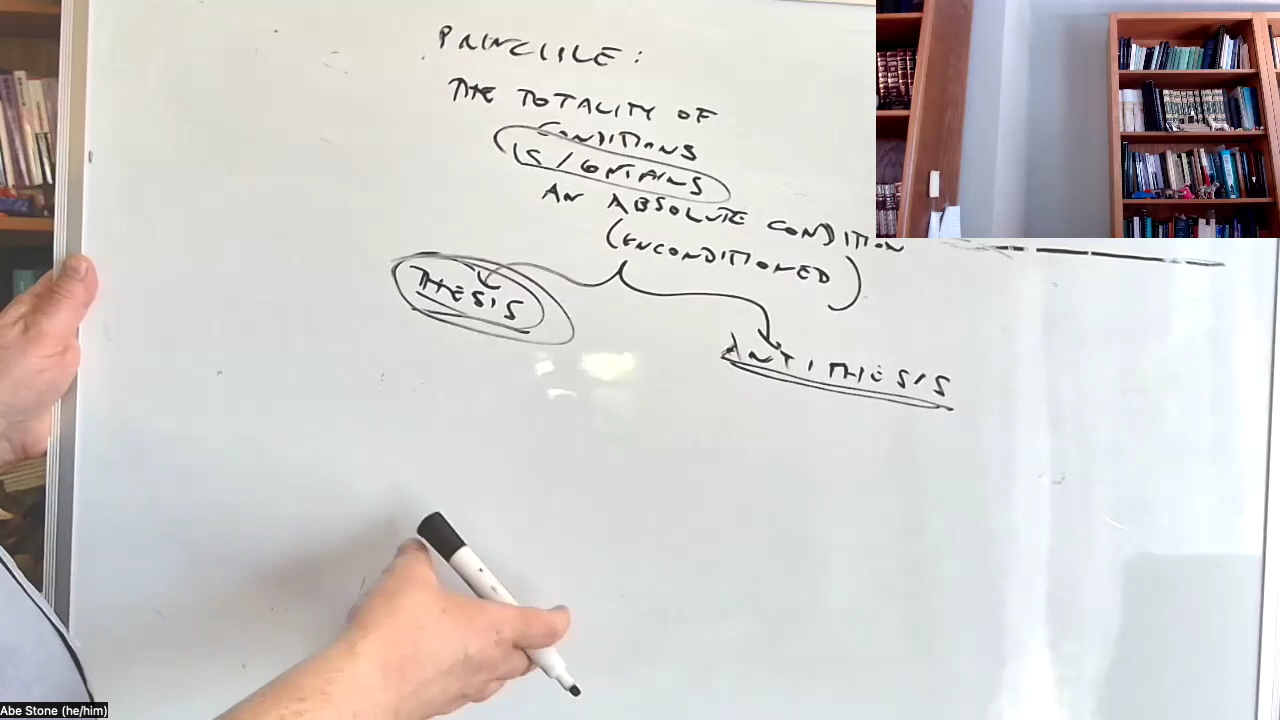 PRINCIPLE:
THE TOTALITY OF
CONDITIONS
IS / CONTAINS
AN ABSOLUTE CONDITION
(UNCONDITIONED)
THESIS
ANTITHESIS
Abe Stone (he/him)